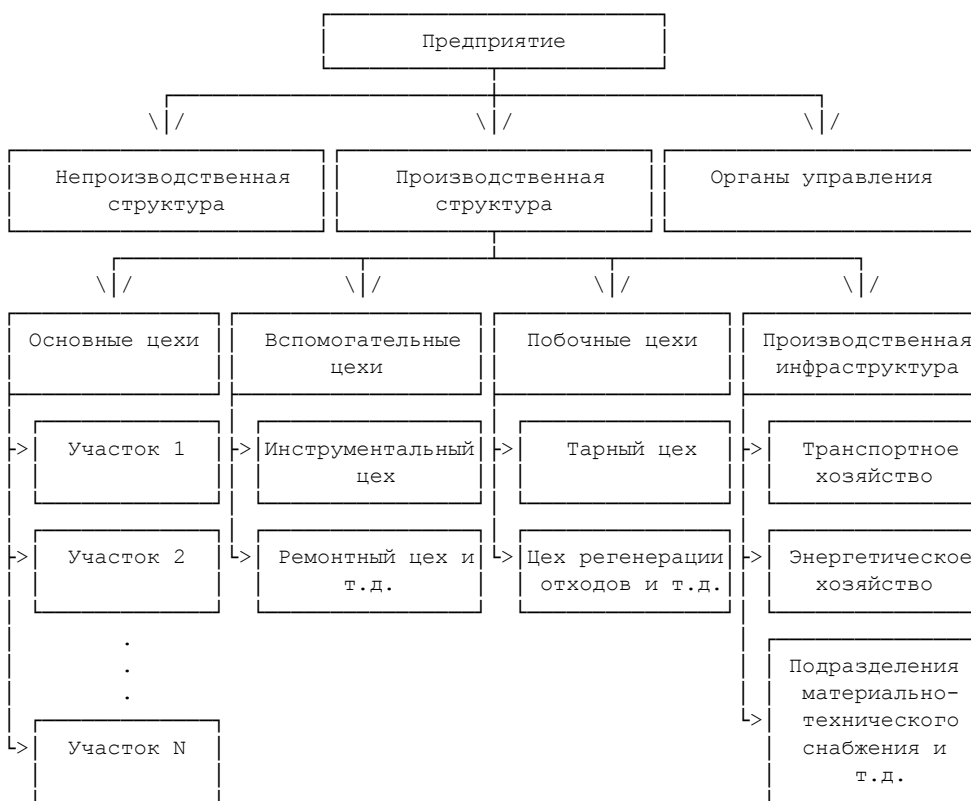 Предприятие
Непроизводственная
структура
Производственная
структура
Органы управления
Основные цехи
Вспомогательные
цехи
Побочные цехи
Производственная
инфраструктура
Участок 1
Инструментальный
цех
Тарный цех
Транспортное
хозяйство
Участок 2
Ремонтный цех и
т.д.
Цех регенерации
отходов и т.д.
Энергетическое
хозяйство
.
.
.
Участок N
Подразделения
материально-
технического
снабжения и
т.д.